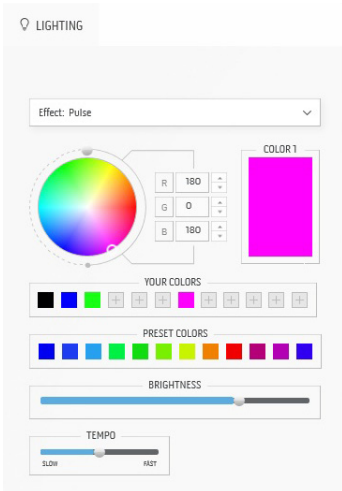 LIGHTING
Effect: Pulse
COLOR 1
R 180
G 0
B 180
YOUR COLORS
PRESET COLORS
BRIGHTNESS
TEMPO
SLOW FAST